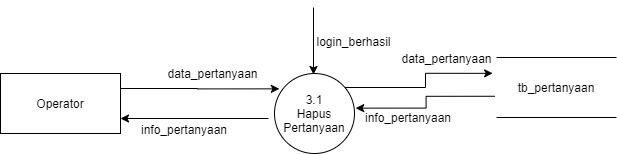 login_berhasil
data_pertanyaan
data_pertanyaan
Operator
3.1
Hapus
Pertanyaan
tb_pertanyaan
info_pertanyaan
info_pertanyaan